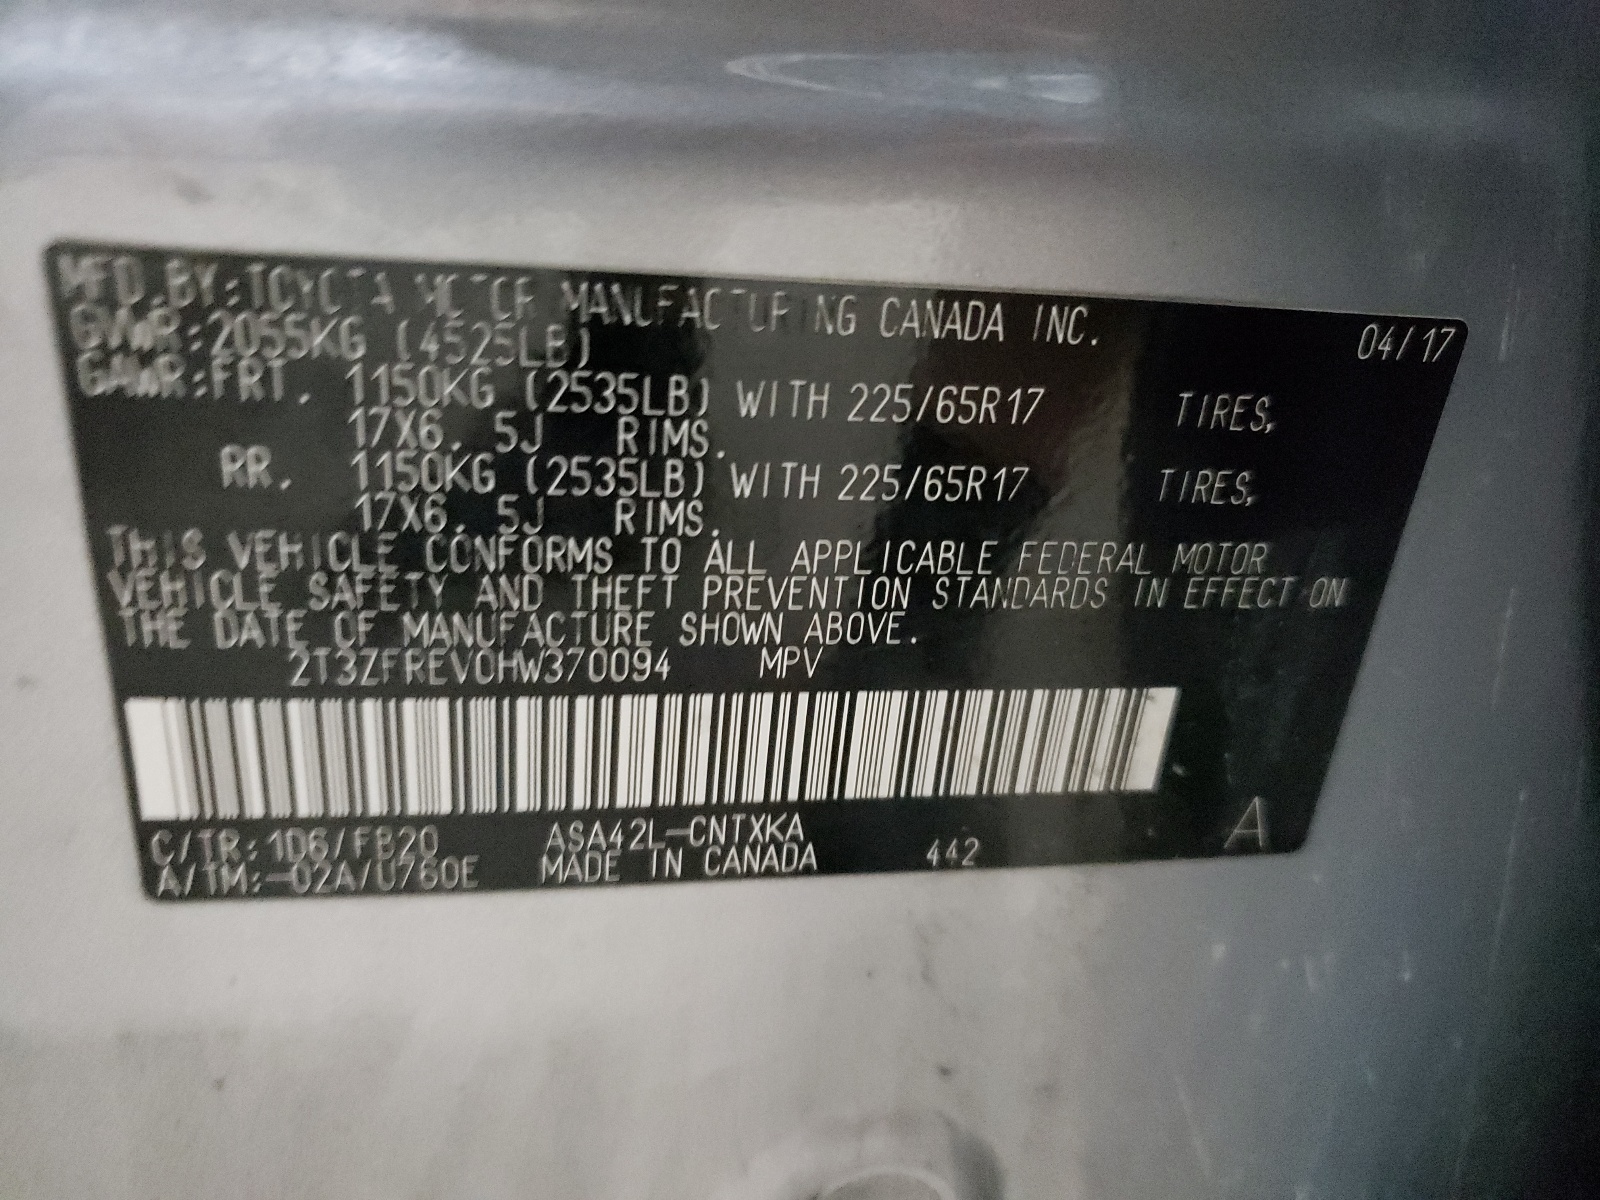 MFD.BY:TOYOTA MOTOR MANUFACTURING CANADA INC. 04/17
GVWR:2055KG (4525LB)
GAWR:FRT. 1150KG (2535LB) WITH 225/65R17 TIRES,
17X6.5J RIMS.
RR. 1150KG (2535LB) WITH 225/65R17 TIRES,
17X6.5J RIMS.
THIS VEHICLE CONFORMS TO ALL APPLICABLE FEDERAL MOTOR
VEHICLE SAFETY AND THEFT PREVENTION STANDARDS IN EFFECT ON
THE DATE OF MANUFACTURE SHOWN ABOVE.
2T3ZFREV0HW370094 MPV
C/TR:1D6/FB20 ASA42L-CNTXKA
A/TM:-02A/U760E MADE IN CANADA 442 A